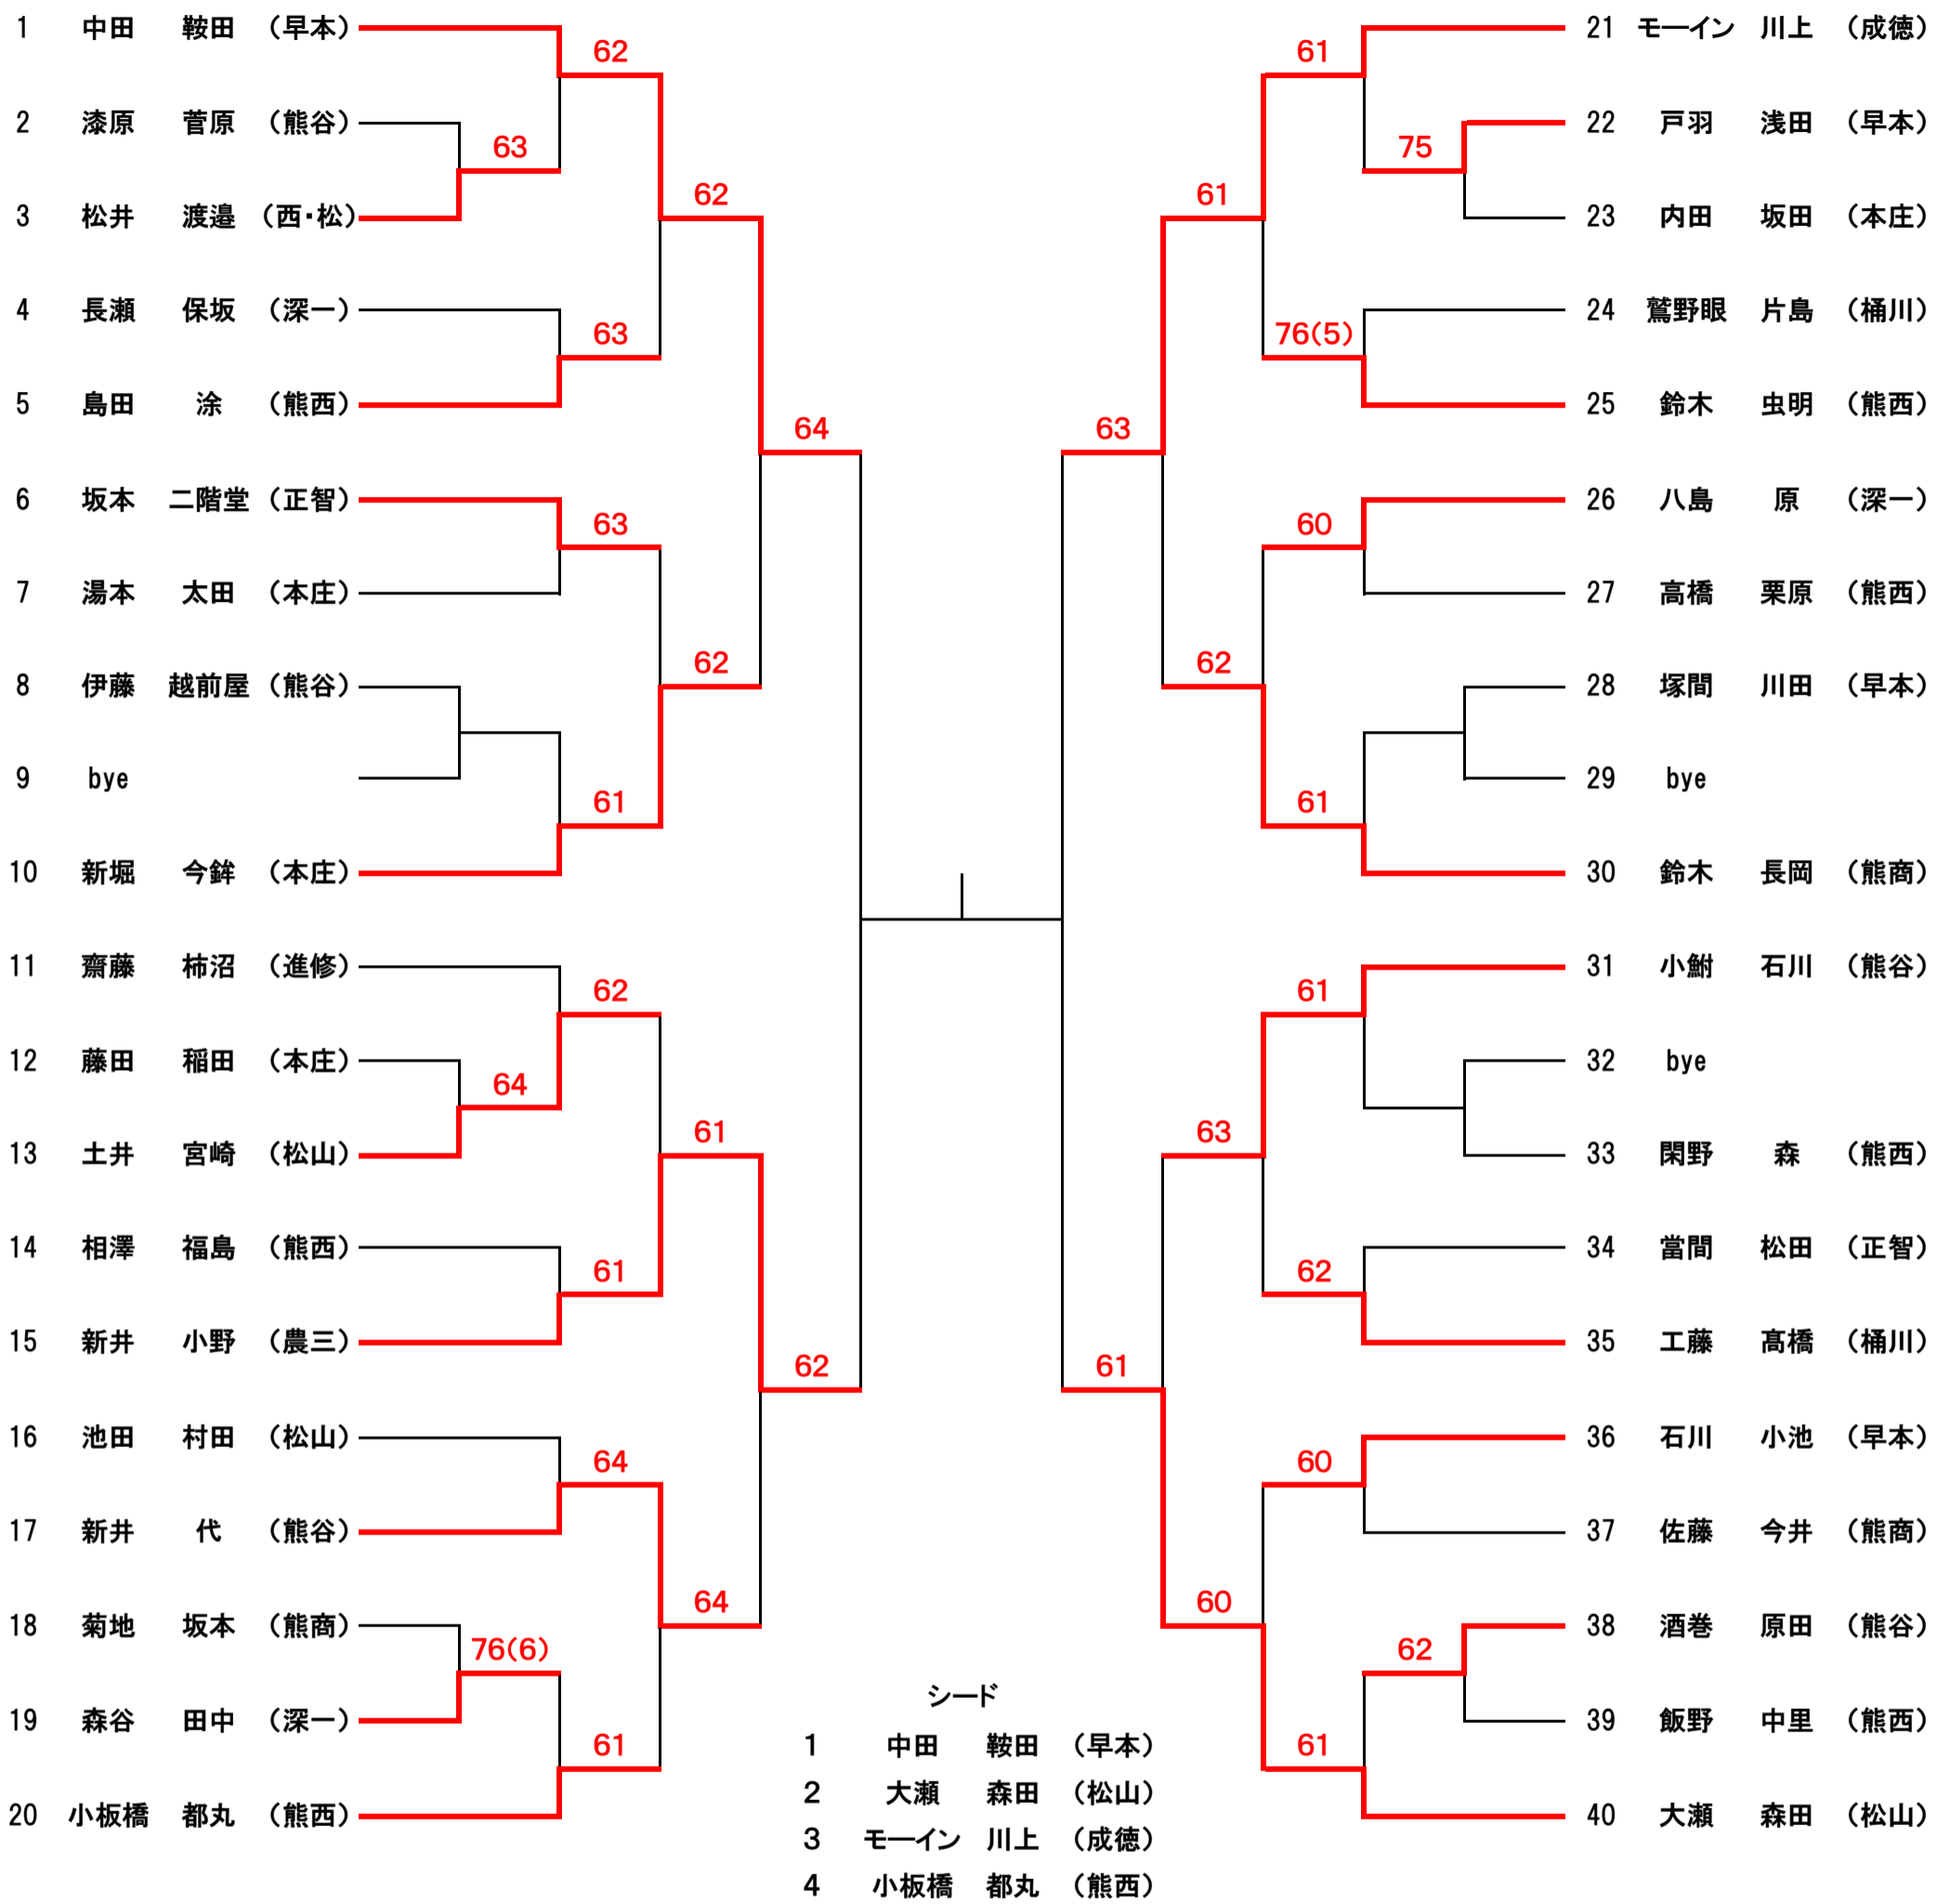 1 中田 鞍田 （早本）
62
2 漆原 菅原 （熊谷）
63
3 松井 渡邉 （西・松）
62
4 長瀬 保坂 （深一）
63
5 島田 涂 （熊西）
64
6 坂本 二階堂 （正智）
63
7 湯本 太田 （本庄）
62
8 伊藤 越前屋 （熊谷）
9 bye
61
10 新堀 今鉾 （本庄）
11 齋藤 柿沼 （進修）
62
12 藤田 稲田 （本庄）
64
13 土井 宮崎 （松山）
61
14 相澤 福島 （熊西）
61
15 新井 小野 （農三）
62
16 池田 村田 （松山）
64
17 新井 代 （熊谷）
64
18 菊地 坂本 （熊商）
76(6)
19 森谷 田中 （深一）
61
20 小板橋 都丸 （熊西）
21 モーイン 川上 （成徳）
61
22 戸羽 浅田 （早本）
75
23 内田 坂田 （本庄）
61
24 鷲野眼 片島 （桶川）
76(5)
25 鈴木 虫明 （熊西）
63
26 八島 原 （深一）
60
27 高橋 栗原 （熊西）
62
28 塚間 川田 （早本）
29 bye
61
30 鈴木 長岡 （熊商）
31 小鮒 石川 （熊谷）
61
32 bye
33 閑野 森 （熊西）
63
34 當間 松田 （正智）
62
35 工藤 髙橋 （桶川）
61
36 石川 小池 （早本）
60
37 佐藤 今井 （熊商）
60
38 酒巻 原田 （熊谷）
62
39 飯野 中里 （熊西）
61
40 大瀬 森田 （松山）
シード
1 中田 鞍田 （早本）
2 大瀬 森田 （松山）
3 モーイン 川上 （成徳）
4 小板橋 都丸 （熊西）